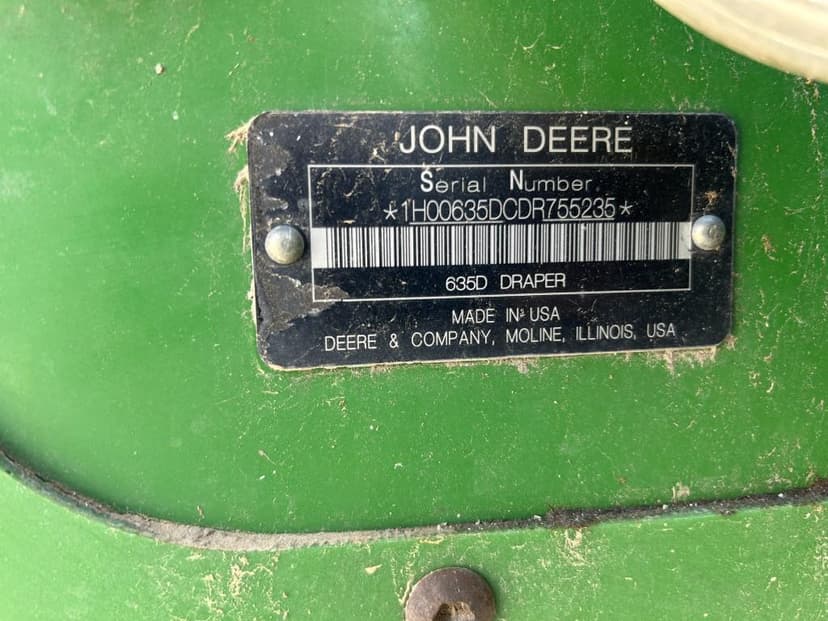 JOHN DEERE
Serial Number
*1H00635DCDR755235*
635D DRAPER
MADE IN USA
DEERE & COMPANY, MOLINE, ILLINOIS, USA